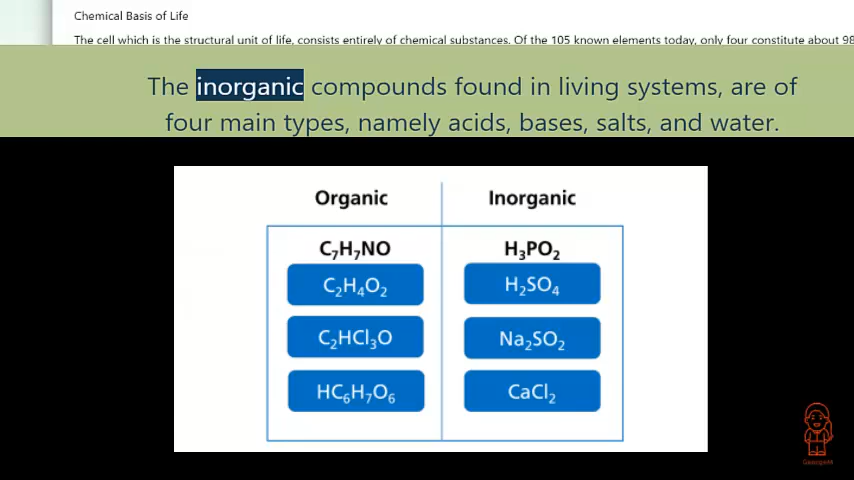 Chemical Basis of Life
The cell which is the structural unit of life, consists entirely of chemical substances. Of the 105 known elements today, only four constitute about 98
The inorganic compounds found in living systems, are of
four main types, namely acids, bases, salts, and water.
Organic Inorganic
C₇H₇NO H₃PO₂
C₂H₄O₂ H₂SO₄
C₂HCl₃O Na₂SO₂
HC₆H₇O₆ CaCl₂
GeorgeM